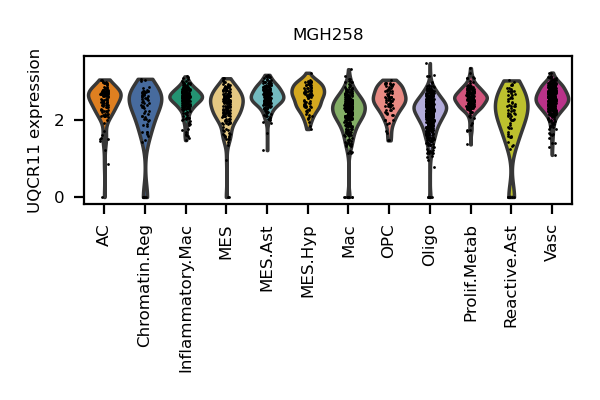 MGH258
UQCR11 expression
2
0
AC
Chromatin.Reg
Inflammatory.Mac
MES
MES.Ast
MES.Hyp
Mac
OPC
Oligo
Prolif.Metab
Reactive.Ast
Vasc